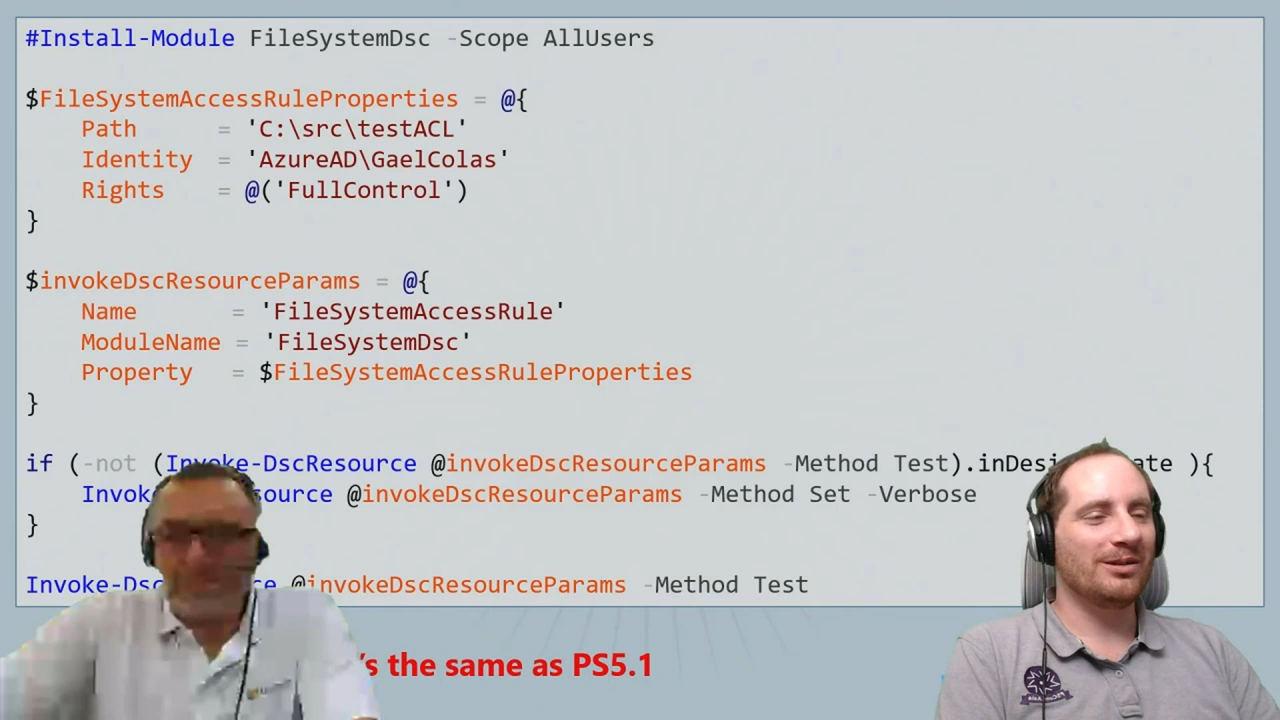 #Install-Module FileSystemDsc -Scope AllUsers
$FileSystemAccessRuleProperties = @{
Path = 'C:\src\testACL'
Identity = 'AzureAD\GaelColas'
Rights = @('FullControl')
}
$invokeDscResourceParams = @{
Name = 'FileSystemAccessRule'
ModuleName = 'FileSystemDsc'
Property = $FileSystemAccessRuleProperties
}
if (-not (Invoke-DscResource @invokeDscResourceParams -Method Test).inDesi ate ){
Invok source @invokeDscResourceParams -Method Set -Verbose
}
Invoke-Dsc ce @invokeDscResourceParams -Method Test
's the same as PS5.1